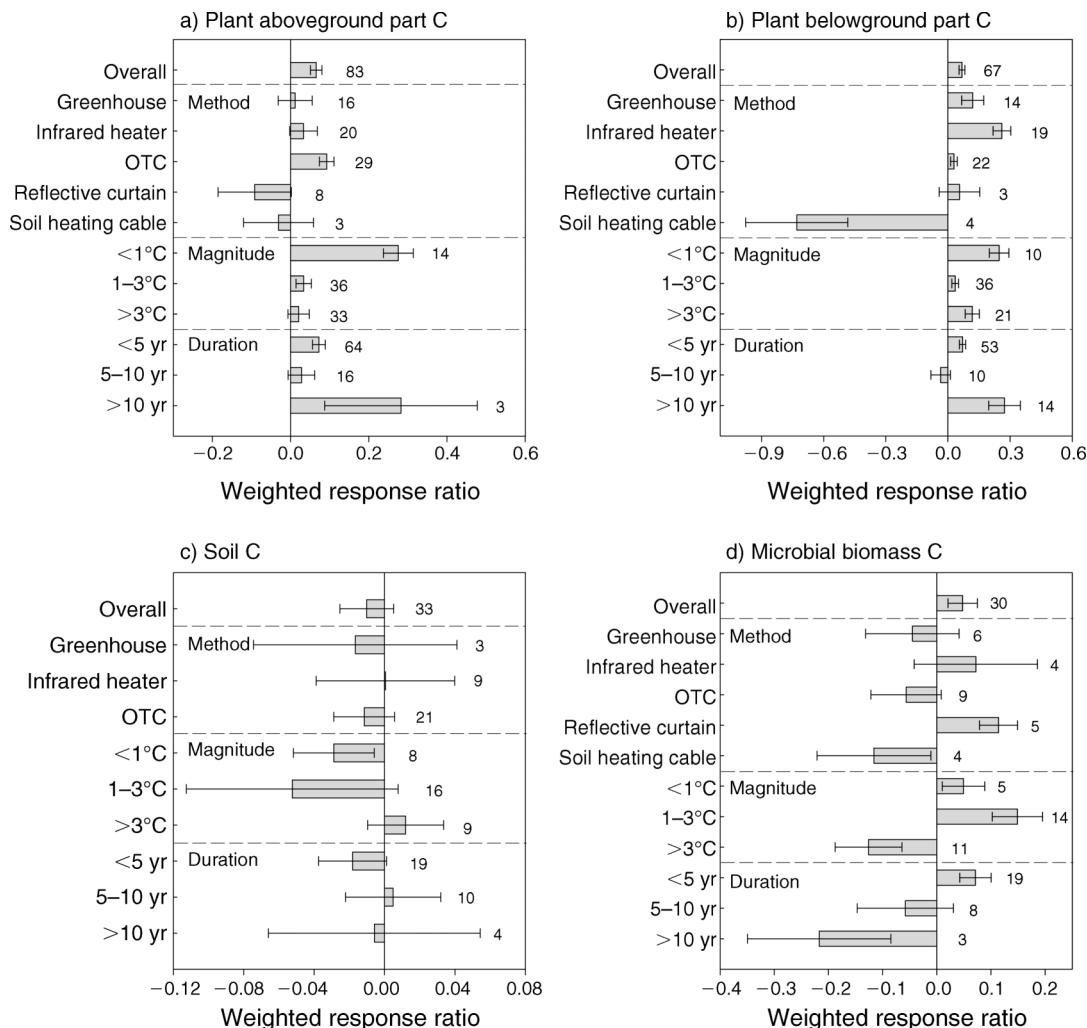 a) Plant aboveground part C
Overall 83
Greenhouse Method 16
Infrared heater 20
OTC 29
Reflective curtain 8
Soil heating cable 3
<1°C Magnitude 14
1–3°C 36
>3°C 33
<5 yr Duration 64
5–10 yr 16
>10 yr 3
−0.2 0.0 0.2 0.4 0.6
Weighted response ratio
b) Plant belowground part C
Overall 67
Greenhouse Method 14
Infrared heater 19
OTC 22
Reflective curtain 3
Soil heating cable 4
<1°C Magnitude 10
1–3°C 36
>3°C 21
<5 yr Duration 53
5–10 yr 10
>10 yr 14
−0.9 −0.6 −0.3 0.0 0.3 0.6
Weighted response ratio
c) Soil C
Overall 33
Greenhouse Method 3
Infrared heater 9
OTC 21
<1°C Magnitude 8
1–3°C 16
>3°C 9
<5 yr Duration 19
5–10 yr 10
>10 yr 4
−0.12 −0.08 −0.04 0.00 0.04 0.08
Weighted response ratio
d) Microbial biomass C
Overall 30
Greenhouse Method 6
Infrared heater 4
OTC 9
Reflective curtain 5
Soil heating cable 4
<1°C Magnitude 5
1–3°C 14
>3°C 11
<5 yr Duration 19
5–10 yr 8
>10 yr 3
−0.4 −0.3 −0.2 −0.1 0.0 0.1 0.2
Weighted response ratio